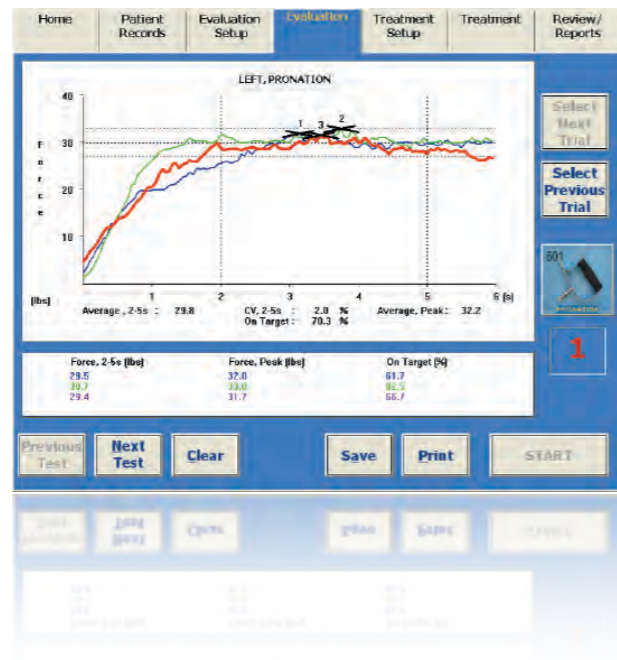 Home Patient Records Evaluation Setup Evaluation Treatment Setup Treatment Review/ Reports
LEFT, PRONATION
40
30
20
10
Force
1 3 2
1 2 3 4 5 6 (s)
(lbs)
Average , 2-5s : 29.8 CV, 2-5s : 2.0 % Average, Peak : 32.2
On Target : 70.3 %
Force, 2-5s (lbs) Force, Peak (lbs) On Target (%)
29.5 32.0 61.7
30.7 33.0 82.5
29.4 31.7 66.7
Select Next Trial
Select Previous Trial
601
PRONATION
1
Previous Test
Next Test
Clear
Save
Print
START